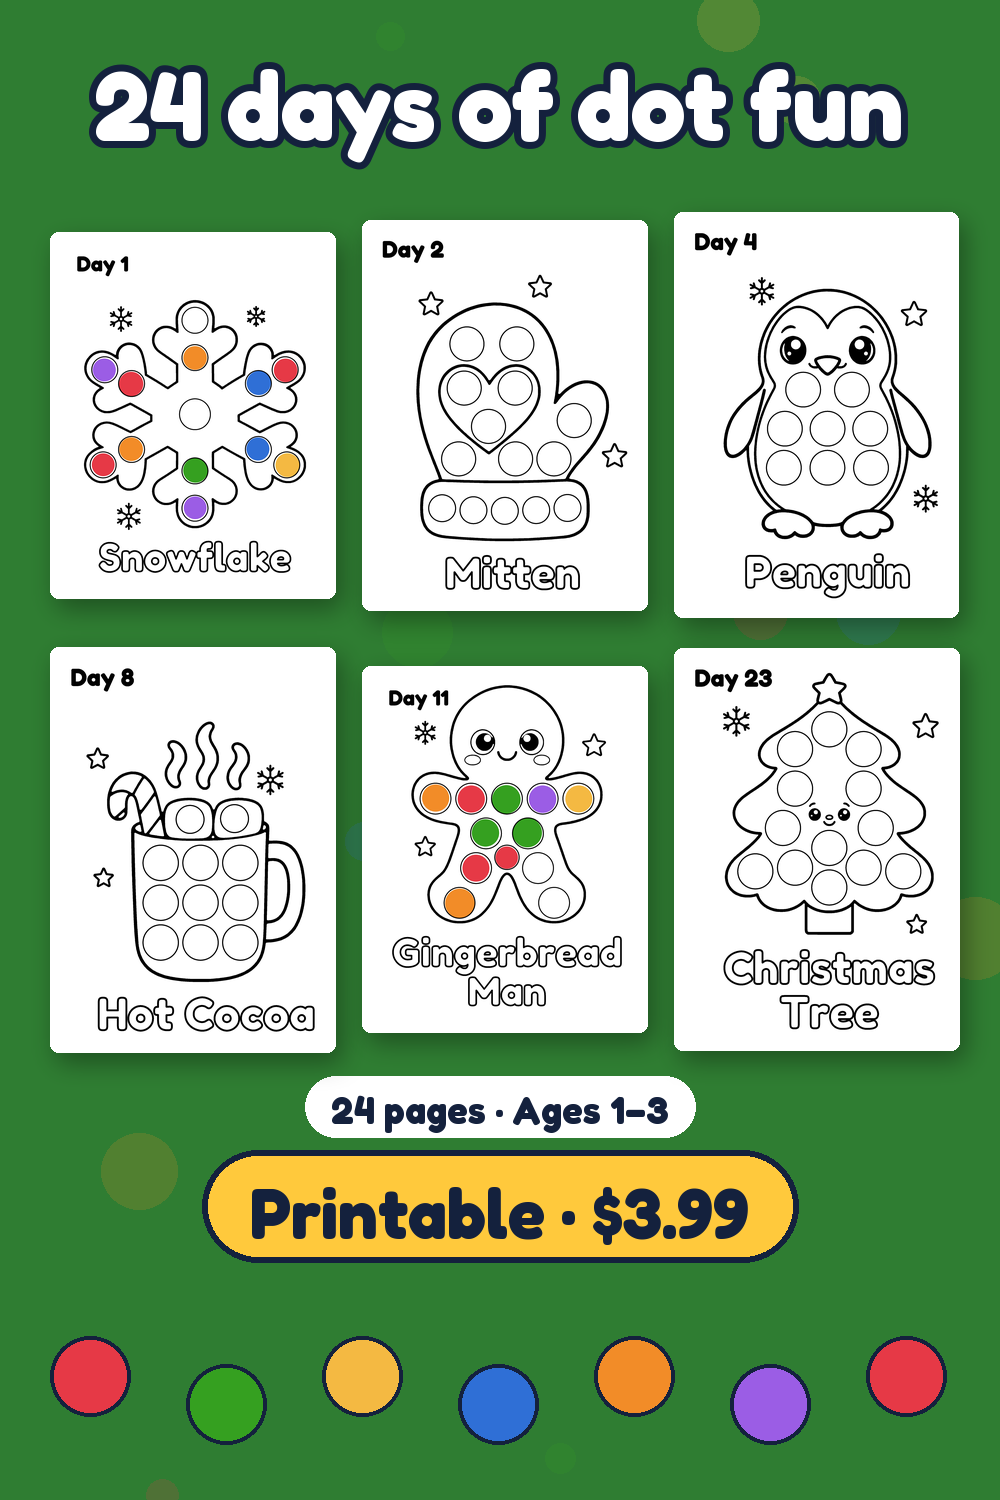 24 days of dot fun
Day 1
Snowflake
Day 2
Mitten
Day 4
Penguin
Day 8
Hot Cocoa
Day 11
Gingerbread
Man
Day 23
Christmas
Tree
24 pages · Ages 1–3
Printable · $3.99